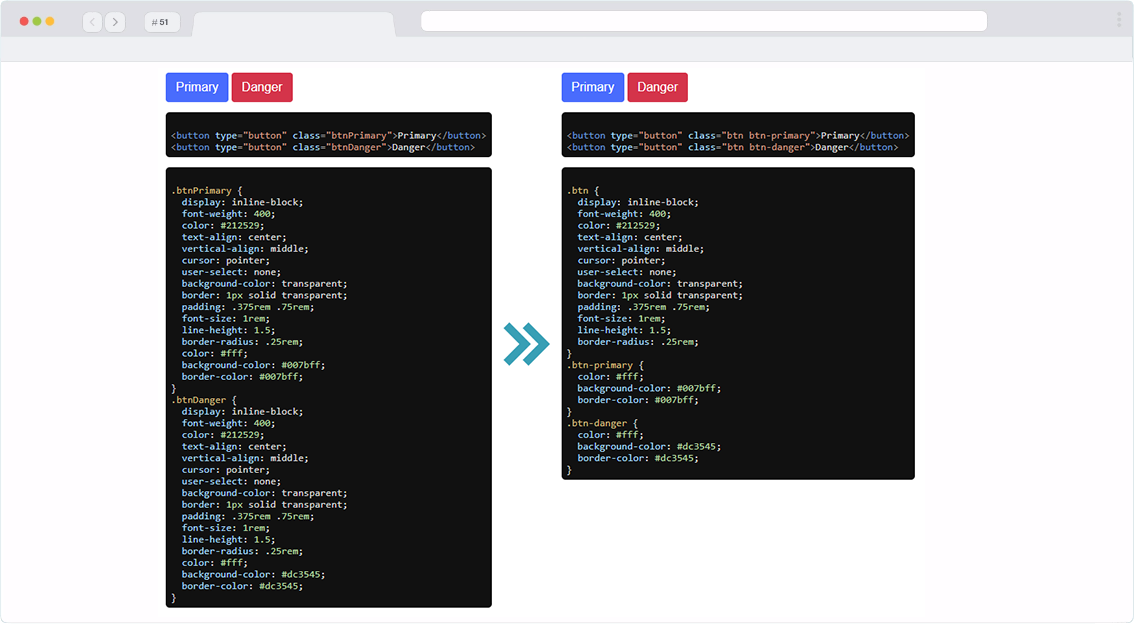 # 51
Primary Danger
<button type="button" class="btnPrimary">Primary</button>
<button type="button" class="btnDanger">Danger</button>
.btnPrimary {
  display: inline-block;
  font-weight: 400;
  color: #212529;
  text-align: center;
  vertical-align: middle;
  cursor: pointer;
  user-select: none;
  background-color: transparent;
  border: 1px solid transparent;
  padding: .375rem .75rem;
  font-size: 1rem;
  line-height: 1.5;
  border-radius: .25rem;
  color: #fff;
  background-color: #007bff;
  border-color: #007bff;
}
.btnDanger {
  display: inline-block;
  font-weight: 400;
  color: #212529;
  text-align: center;
  vertical-align: middle;
  cursor: pointer;
  user-select: none;
  background-color: transparent;
  border: 1px solid transparent;
  padding: .375rem .75rem;
  font-size: 1rem;
  line-height: 1.5;
  border-radius: .25rem;
  color: #fff;
  background-color: #dc3545;
  border-color: #dc3545;
}
Primary Danger
<button type="button" class="btn btn-primary">Primary</button>
<button type="button" class="btn btn-danger">Danger</button>
.btn {
  display: inline-block;
  font-weight: 400;
  color: #212529;
  text-align: center;
  vertical-align: middle;
  cursor: pointer;
  user-select: none;
  background-color: transparent;
  border: 1px solid transparent;
  padding: .375rem .75rem;
  font-size: 1rem;
  line-height: 1.5;
  border-radius: .25rem;
}
.btn-primary {
  color: #fff;
  background-color: #007bff;
  border-color: #007bff;
}
.btn-danger {
  color: #fff;
  background-color: #dc3545;
  border-color: #dc3545;
}